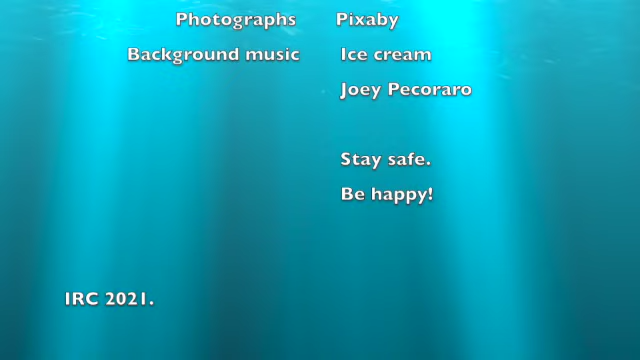 Photographs Pixaby
Background music Ice cream
Joey Pecoraro
Stay safe.
Be happy!
IRC 2021.